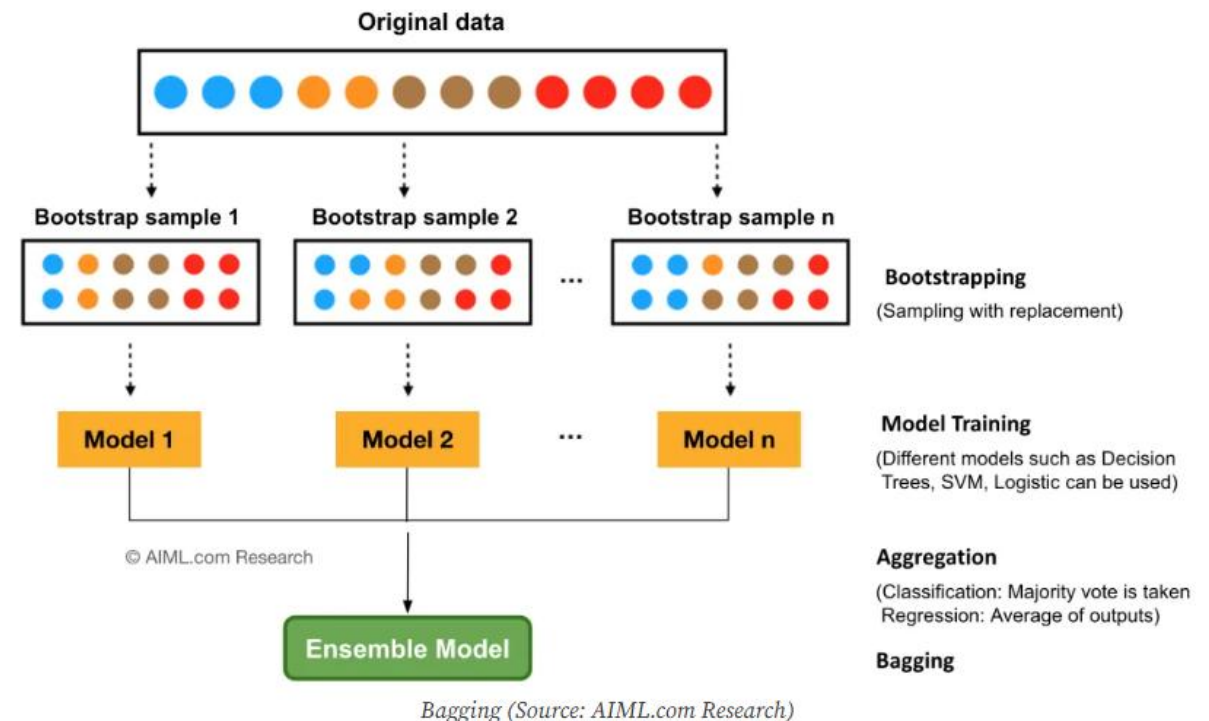 Original data
Bootstrap sample 1
Bootstrap sample 2
Bootstrap sample n
...
Bootstrapping
(Sampling with replacement)
Model 1
Model 2
...
Model n
Model Training
(Different models such as Decision
Trees, SVM, Logistic can be used)
© AIML.com Research
Aggregation
(Classification: Majority vote is taken
Regression: Average of outputs)
Ensemble Model
Bagging
Bagging (Source: AIML.com Research)